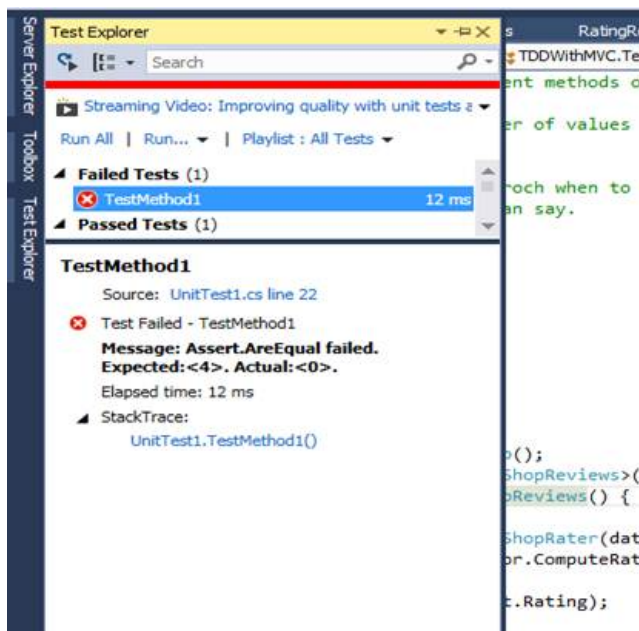 Server Explorer
Toolbox
Test Explorer
Test Explorer
Search
Streaming Video: Improving quality with unit tests a
Run All | Run... | Playlist : All Tests
Failed Tests (1)
TestMethod1 12 ms
Passed Tests (1)
TestMethod1
Source: UnitTest1.cs line 22
Test Failed - TestMethod1
Message: Assert.AreEqual failed.
Expected:<4>. Actual:<0>.
Elapsed time: 12 ms
StackTrace:
UnitTest1.TestMethod1()
s RatingR
TDDWithMVC.Te
ent methods o
er of values
roch when to
an say.
();
ShopReviews>(
Reviews() {
ShopRater(dat
or.ComputeRat
t.Rating);